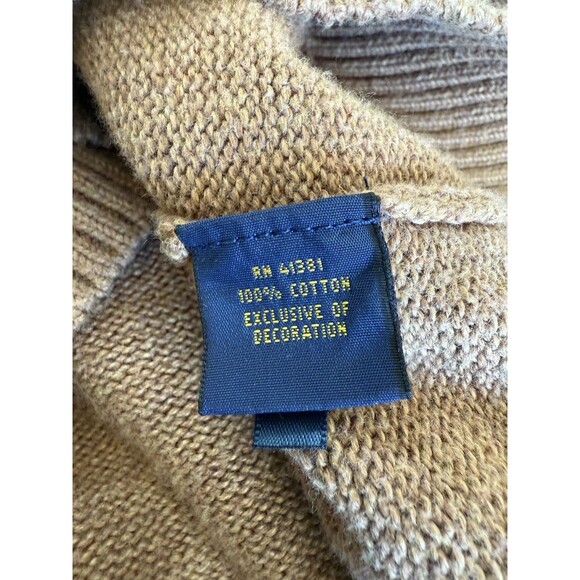 RN 41381
100% COTTON
EXCLUSIVE OF
DECORATION